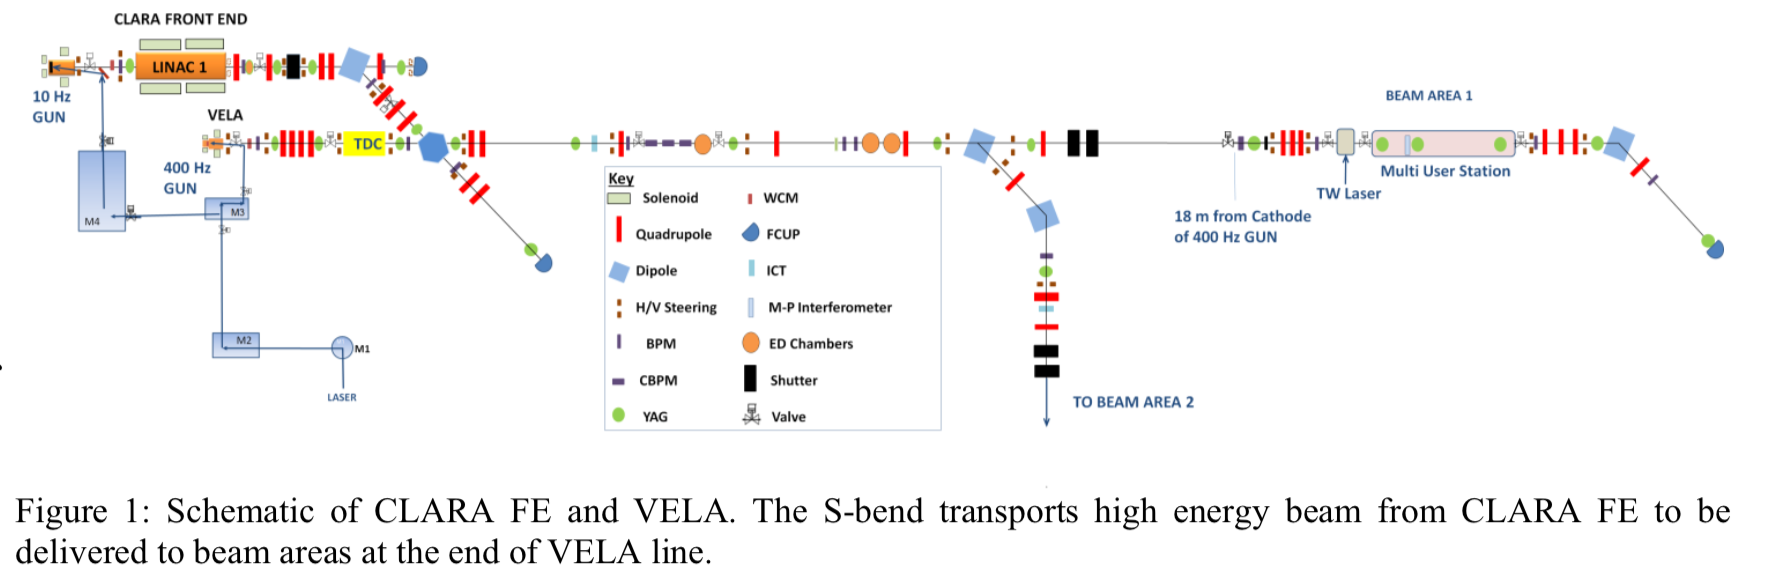 CLARA FRONT END
LINAC 1
10 Hz
GUN
VELA
TDC
400 Hz
GUN
M4
M3
M2
M1
LASER
Key
Solenoid
WCM
Quadrupole
FCUP
Dipole
ICT
H/V Steering
M-P Interferometer
BPM
ED Chambers
CBPM
Shutter
YAG
Valve
BEAM AREA 1
Multi User Station
TW Laser
18 m from Cathode
of 400 Hz GUN
TO BEAM AREA 2
Figure 1: Schematic of CLARA FE and VELA. The S-bend transports high energy beam from CLARA FE to be
delivered to beam areas at the end of VELA line.